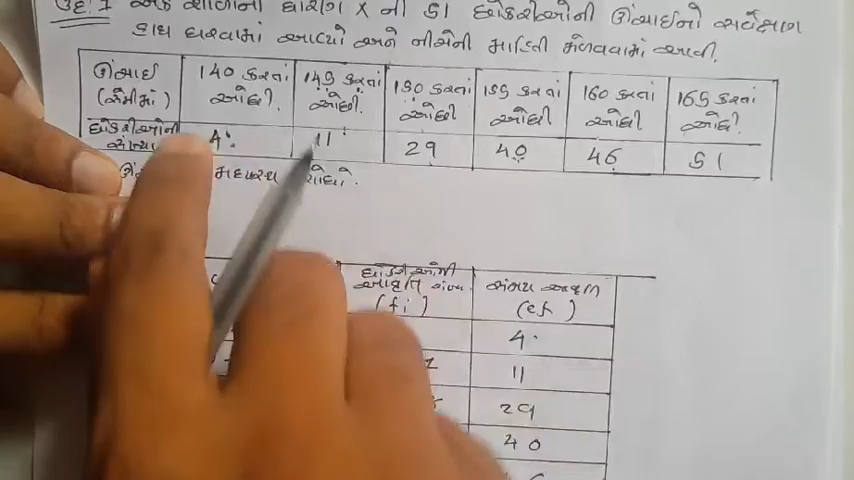 ઉદા. 1 એક શાળાની ધોરણ X ની 51 છોકરીઓની ઊંચાઈનો સર્વેક્ષણ
હાથ ધરવામાં આવ્યો અને નીચેની માહિતી મેળવવામાં આવી.
ઊંચાઈ (સેમીમાં) 140 કરતાં ઓછી. 145 કરતાં ઓછી. 150 કરતાં ઓછી 155 કરતાં ઓછી 160 કરતાં ઓછી 165 કરતાં ઓછી.
છોકરીઓની સંખ્યા 4 11 29 40 46 51
મધ્યસ્થ શોધો.
છોકરીઓની આવૃત્તિ સંખ્યા (fi) સંચય આવૃત્તિ (cf)
4
11
29
40